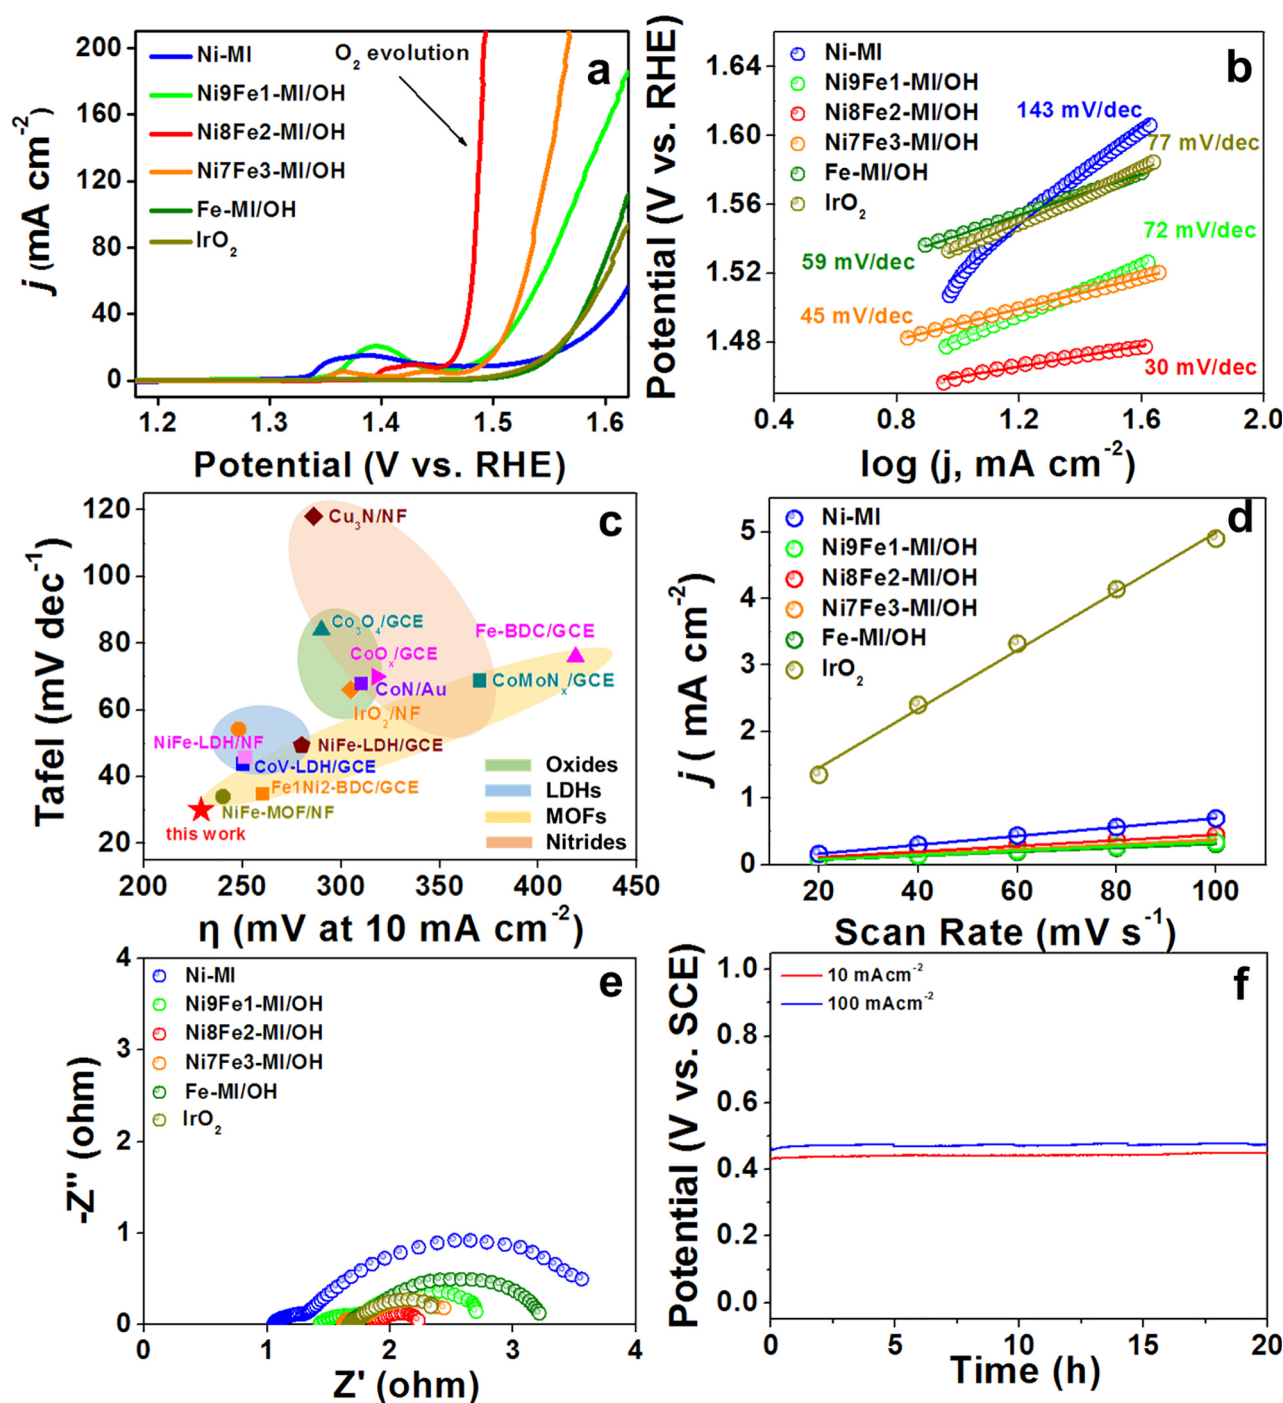 a
210
180
150
120
80
40
0
j (mA cm-2)
Ni-MI
Ni9Fe1-MI/OH
Ni8Fe2-MI/OH
Ni7Fe3-MI/OH
Fe-MI/OH
IrO2
O2 evolution
1.2
1.3
1.4
1.5
1.6
Potential (V vs. RHE)
b
Potential (V vs. RHE)
1.64
1.60
1.56
1.52
1.48
Ni-MI
Ni9Fe1-MI/OH
Ni8Fe2-MI/OH
Ni7Fe3-MI/OH
Fe-MI/OH
IrO2
143 mV/dec
77 mV/dec
72 mV/dec
59 mV/dec
45 mV/dec
30 mV/dec
0.4
0.8
1.2
1.6
2.0
log (j, mA cm-2)
c
Tafel (mV dec-1)
120
100
80
60
40
20
Cu3N/NF
Co3O4/GCE
Fe-BDC/GCE
CoOx/GCE
CoN/Au
CoMoNx/GCE
IrO2/NF
NiFe-LDH/NF
NiFe-LDH/GCE
CoV-LDH/GCE
Fe1Ni2-BDC/GCE
NiFe-MOF/NF
this work
Oxides
LDHs
MOFs
Nitrides
200
250
300
350
400
450
η (mV at 10 mA cm-2)
d
j ( mA cm-2)
5
4
3
2
1
0
Ni-MI
Ni9Fe1-MI/OH
Ni8Fe2-MI/OH
Ni7Fe3-MI/OH
Fe-MI/OH
IrO2
20
40
60
80
100
Scan Rate (mV s-1)
e
-Z'' (ohm)
4
3
2
1
0
Ni-MI
Ni9Fe1-MI/OH
Ni8Fe2-MI/OH
Ni7Fe3-MI/OH
Fe-MI/OH
IrO2
0
1
2
3
4
Z' (ohm)
f
Potential (V vs. SCE)
1.0
0.8
0.6
0.4
0.2
0.0
10 mAcm-2
100 mAcm-2
0
5
10
15
20
Time (h)